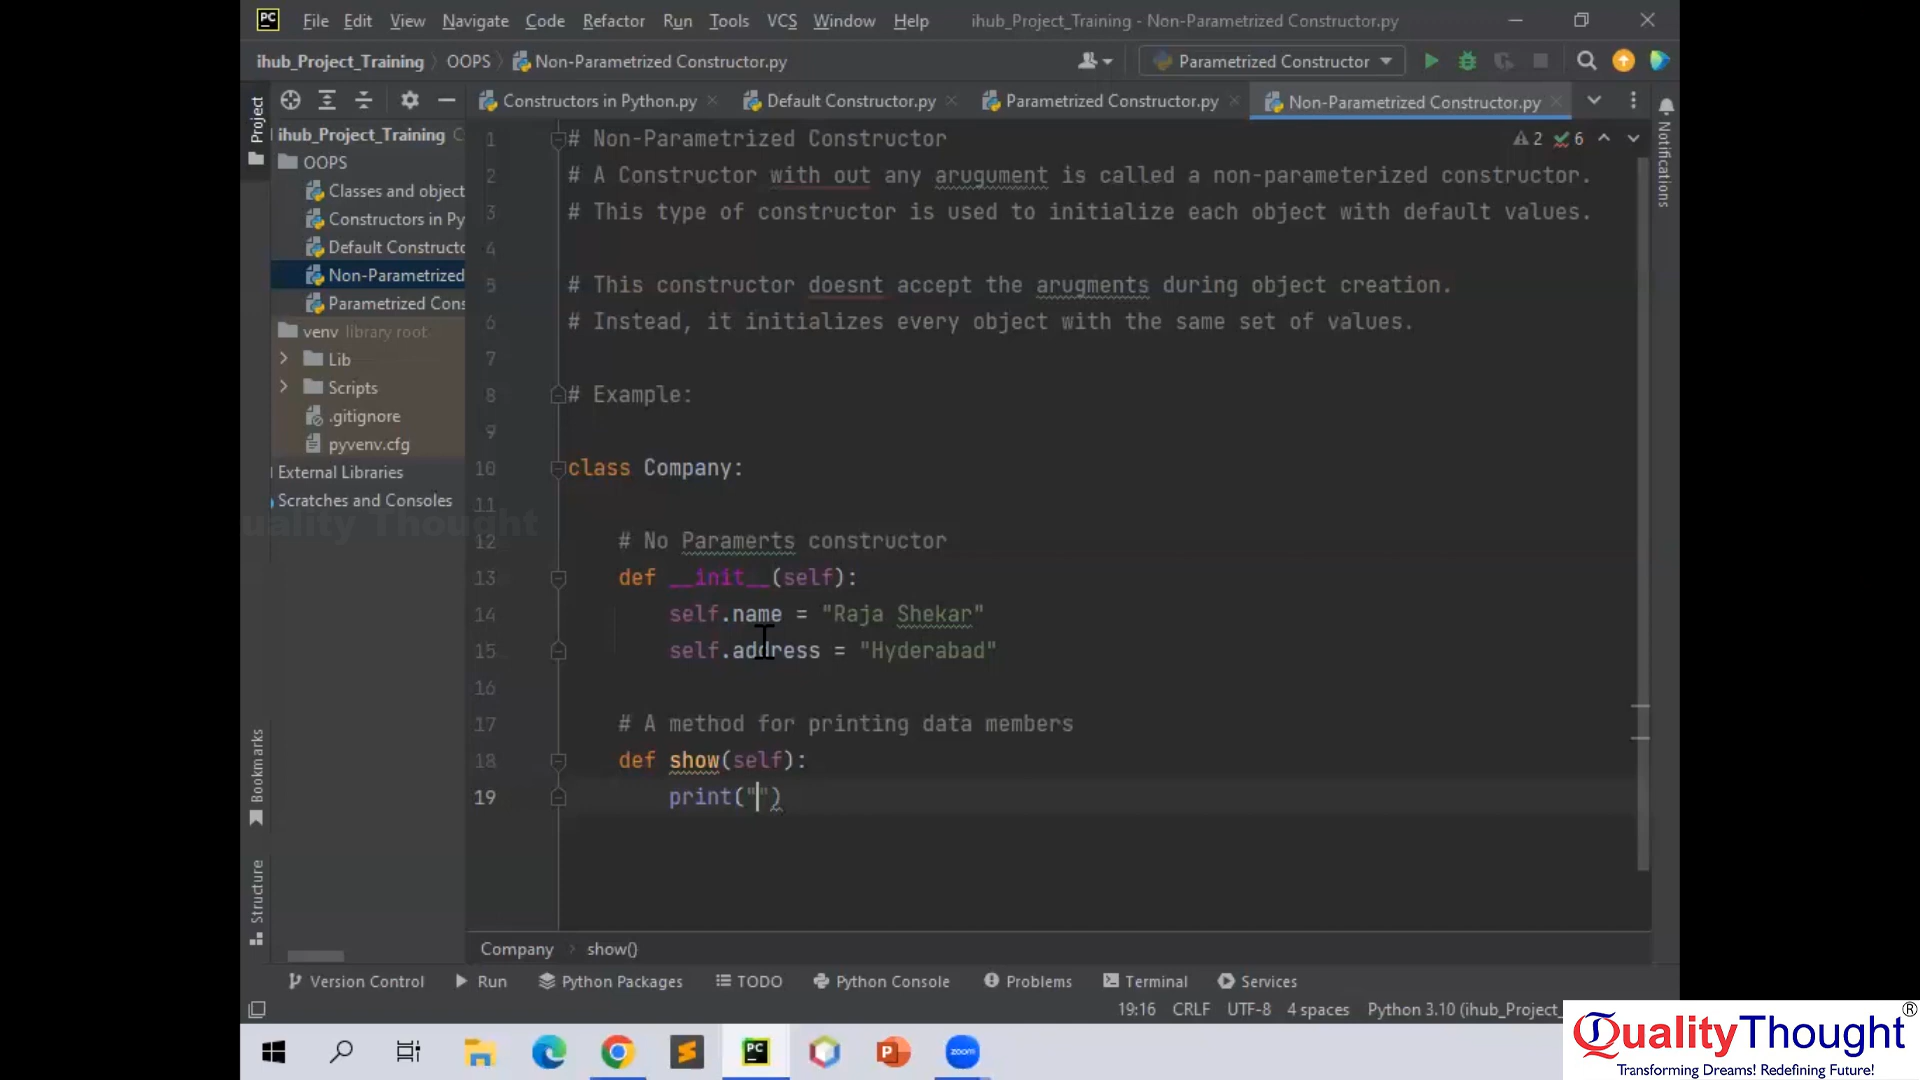 File Edit View Navigate Code Refactor Run Tools VCS Window Help ihub_Project_Training - Non-Parametrized Constructor.py
ihub_Project_Training OOPS Non-Parametrized Constructor.py Parametrized Constructor
Project
Constructors in Python.py Default Constructor.py Parametrized Constructor.py Non-Parametrized Constructor.py
Notifications
ihub_Project_Training C
OOPS
Classes and object
Constructors in Py
Default Constructo
Non-Parametrized
Parametrized Cons
venv library root
Lib
Scripts
.gitignore
pyvenv.cfg
External Libraries
Scratches and Consoles
uality Thought
2 6
1 # Non-Parametrized Constructor
2 # A Constructor with out any arugument is called a non-parameterized constructor.
3 # This type of constructor is used to initialize each object with default values.
4
5 # This constructor doesnt accept the arugments during object creation.
6 # Instead, it initializes every object with the same set of values.
7
8 # Example:
9
10 class Company:
11
12 # No Paramerts constructor
13 def __init__(self):
14 self.name = "Raja Shekar"
15 self.address = "Hyderabad"
16
17 # A method for printing data members
18 def show(self):
19 print("")
Bookmarks
Structure
Company show()
Version Control Run Python Packages TODO Python Console Problems Terminal Services
19:16 CRLF UTF-8 4 spaces Python 3.10 (ihub_Project_
PC
zoom
QualityThought®
Transforming Dreams! Redefining Future!